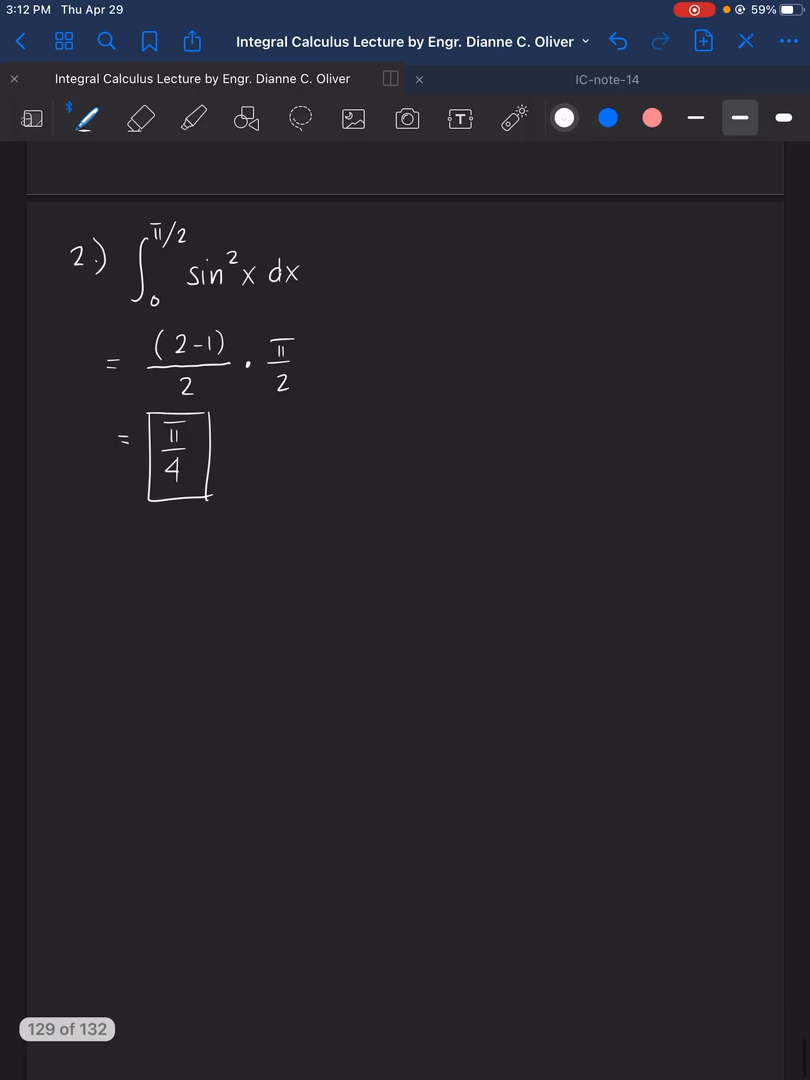 3:12 PM Thu Apr 29 59%
Integral Calculus Lecture by Engr. Dianne C. Oliver
Integral Calculus Lecture by Engr. Dianne C. Oliver IC-note-14
T
2.) ∫₀^(π/2) sin²x dx
= (2-1)/2 · π/2
= π/4
129 of 132